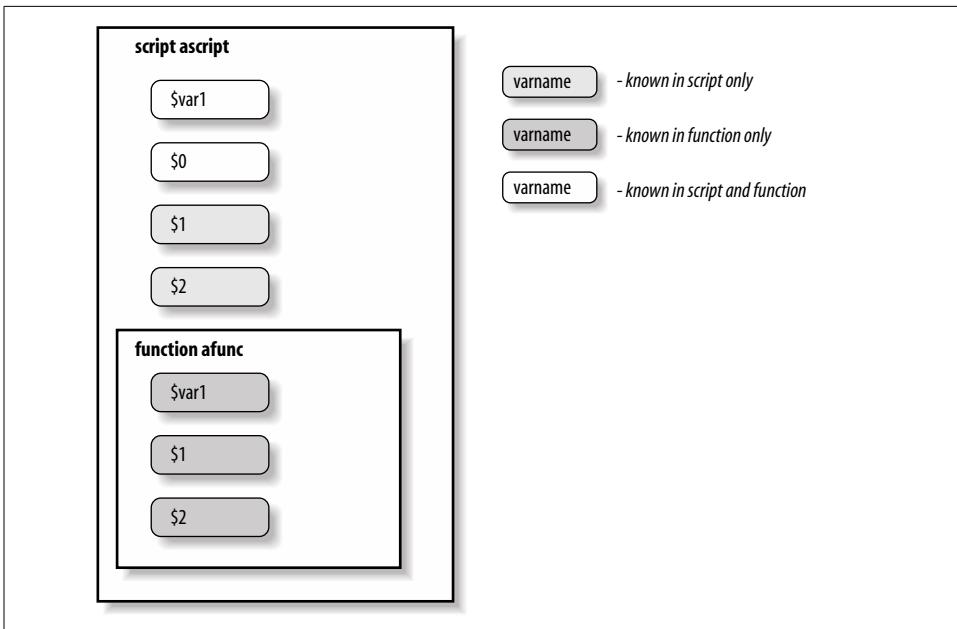 script ascript
$var1
$0
$1
$2
function afunc
$var1
$1
$2
varname - known in script only
varname - known in function only
varname - known in script and function